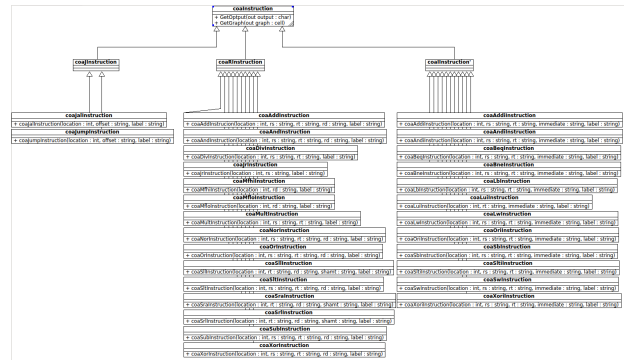 coaInstruction
+ GetOptput(out output : char)
+ GetGraph(out graph : cell)
coaJInstruction
coaRInstruction
coaIInstruction'
coaJalInstruction
+ coaJalInstruction(location : int, offset : string, label : string)
coaJumpInstruction
+ coaJumpInstruction(location : int, offset : string, label : string)
coaAddInstruction
+ coaAddInstruction(location : int, rs : string, rt : string, rd : string, label : string)
coaAndInstruction
+ coaAndInstruction(location : int, rs : string, rt : string, rd : string, label : string)
coaDivInstruction
+ coaDivInstruction(location : int, rs : string, rt : string, label : string)
coaJrInstruction
+ coaJrInstruction(location : int, rs : string, label : string)
coaMfhiInstruction
+ coaMfhiInstruction(location : int, rd : string, label : string)
coaMfloInstruction
+ coaMfloInstruction(location : int, rd : string, label : string)
coaMultInstruction
+ coaMultInstruction(location : int, rs : string, rt : string, label : string)
coaNorInstruction
+ coaNorInstruction(location : int, rs : string, rt : string, rd : string, label : string)
coaOrInstruction
+ coaOrInstruction(location : int, rs : string, rt : string, rd : string, label : string)
coaSllInstruction
+ coaSllInstruction(location : int, rt : string, rd : string, shamt : string, label : string)
coaSltInstruction
+ coaSltInstruction(location : int, rs : string, rt : string, rd : string, label : string)
coaSraInstruction
+ coaSraInstruction(location : int, rt : string, rd : string, shamt : string, label : string)
coaSrlInstruction
+ coaSrlInstruction(location : int, rt : string, rd : string, shamt : string, label : string)
coaSubInstruction
+ coaSubInstruction(location : int, rs : string, rt : string, rd : string, label : string)
coaXorInstruction
+ coaXorInstruction(location : int, rs : string, rt : string, rd : string, label : string)
coaAddiInstruction
+ coaAddiInstruction(location : int, rs : string, rt : string, immediate : string, label : string)
coaAndiInstruction
+ coaAndiInstruction(location : int, rs : string, rt : string, immediate : string, label : string)
coaBeqInstruction
+ coaBeqInstruction(location : int, rs : string, rt : string, immediate : string, label : string)
coaBneInstruction
+ coaBneInstruction(location : int, rs : string, rt : string, immediate : string, label : string)
coaLbInstruction
+ coaLbInstruction(location : int, rs : string, rt : string, immediate : string, label : string)
coaLuiInstruction
+ coaLuiInstruction(location : int, rt : string, immediate : string, label : string)
coaLwInstruction
+ coaLwInstruction(location : int, rs : string, rt : string, immediate : string, label : string)
coaOriInstruction
+ coaOriInstruction(location : int, rs : string, rt : string, immediate : string, label : string)
coaSbInstruction
+ coaSbInstruction(location : int, rs : string, rt : string, immediate : string, label : string)
coaSltiInstruction
+ coaSltiInstruction(location : int, rs : string, rt : string, immediate : string, label : string)
coaSwInstruction
+ coaSwInstruction(location : int, rs : string, rt : string, immediate : string, label : string)
coaXoriInstruction
+ coaXoriInstruction(location : int, rs : string, rt : string, immediate : string, label : string)